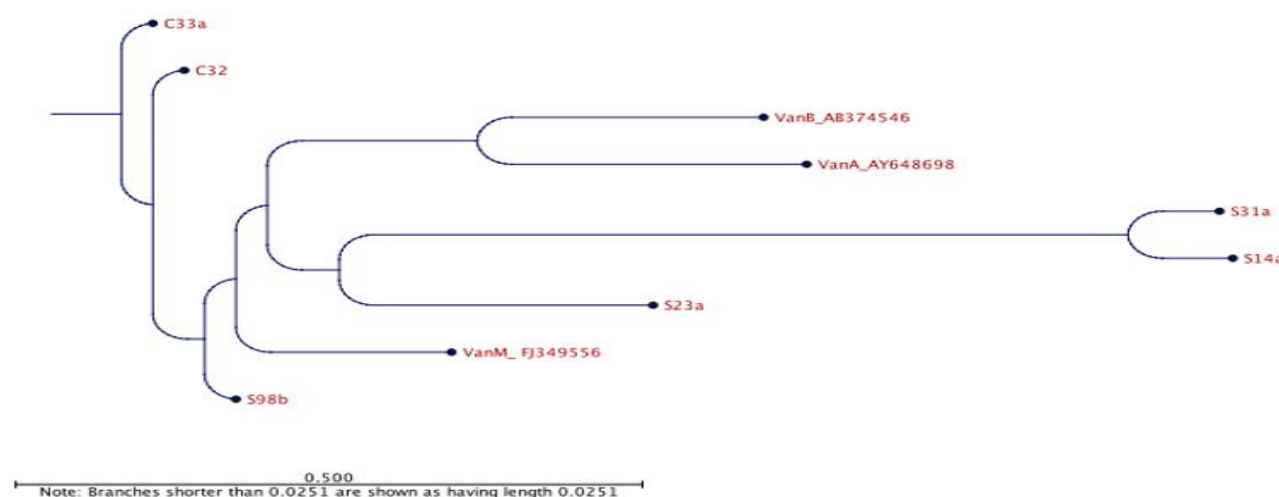 C33a
C32
VanB_AB374546
VanA_AY648698
S31a
S14a
S23a
VanM_ FJ349556
S98b
0.500
Note: Branches shorter than 0.0251 are shown as having length 0.0251